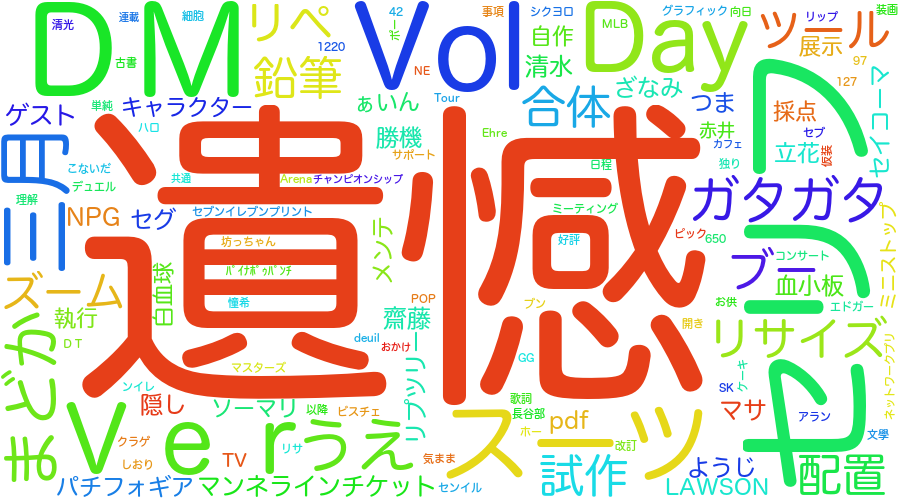 DM
Vol
Day
リペ
鉛筆
ツール
展示
自作
清水
ざなみ
合体
つま
赤井
採点
立花
セイコーマ
ゲスト
キャラクター
ぁいん
勝機
サポート
三月
遺憾
セリフ
ガタガタ
NPG
セグ
セブンイレブンプリント
チャンピオンシップ
Arena
共通
坊っちゃん
パイナポゥパンチ
憧希
メンテ
白血球
ズーム
執行
DT
まどか
Ver
うえ
スーツ
pdf
試作
配置
ようじ
LAWSON
マサ
リサイズ
ブー
血小板
ミニストップ
コンサート
エドガー
お供
ピック
650
ミーティング
好評
日程
Ehre
Tour
NE
42
ボー
1220
細胞
連載
清光
古書
単純
ハロ
こないだ
デュエル
理解
シクヨロ
事項
MLB
グラフィック
向日
リップ
装画
97
127
セブ
仮装
カフェ
独り
ブン
GG
開き
ネットワークプリ
ケーキ
SK
アラン
文學
歌詞
長谷部
ホー
改訂
センイル
気まま
おかけ
deuil
POP
齋藤
リプツリー
マスターズ
ソーマリ
以降
ピスチェ
リサ
隠し
ンイレ
クラゲ
しおり
TV
パチフォギア
マンネラインチケット